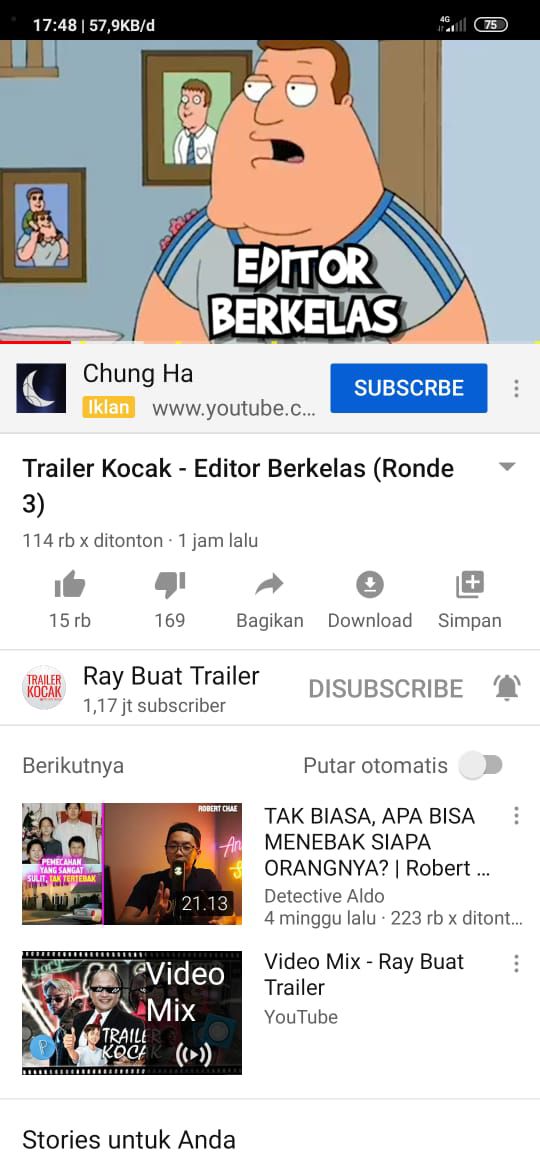 17:48 | 57,9KB/d
4G
75
EDITOR
BERKELAS
Chung Ha
SUBSCRBE
Iklan www.youtube.c...
Trailer Kocak - Editor Berkelas (Ronde
3)
114 rb x ditonton · 1 jam lalu
15 rb
169
Bagikan
Download
Simpan
TRAILER
KOCAK
Ray Buat Trailer
1,17 jt subscriber
DISUBSCRIBE
Berikutnya
Putar otomatis
ROBERT CHAE
PEMECAHAN
YANG SANGAT
SULIT, TAK TERTEBAK
21.13
TAK BIASA, APA BISA
MENEBAK SIAPA
ORANGNYA? | Robert ...
Detective Aldo
4 minggu lalu · 223 rb x ditont...
Video
Mix
TRAILER
KOCAK
Video Mix - Ray Buat
Trailer
YouTube
Stories untuk Anda